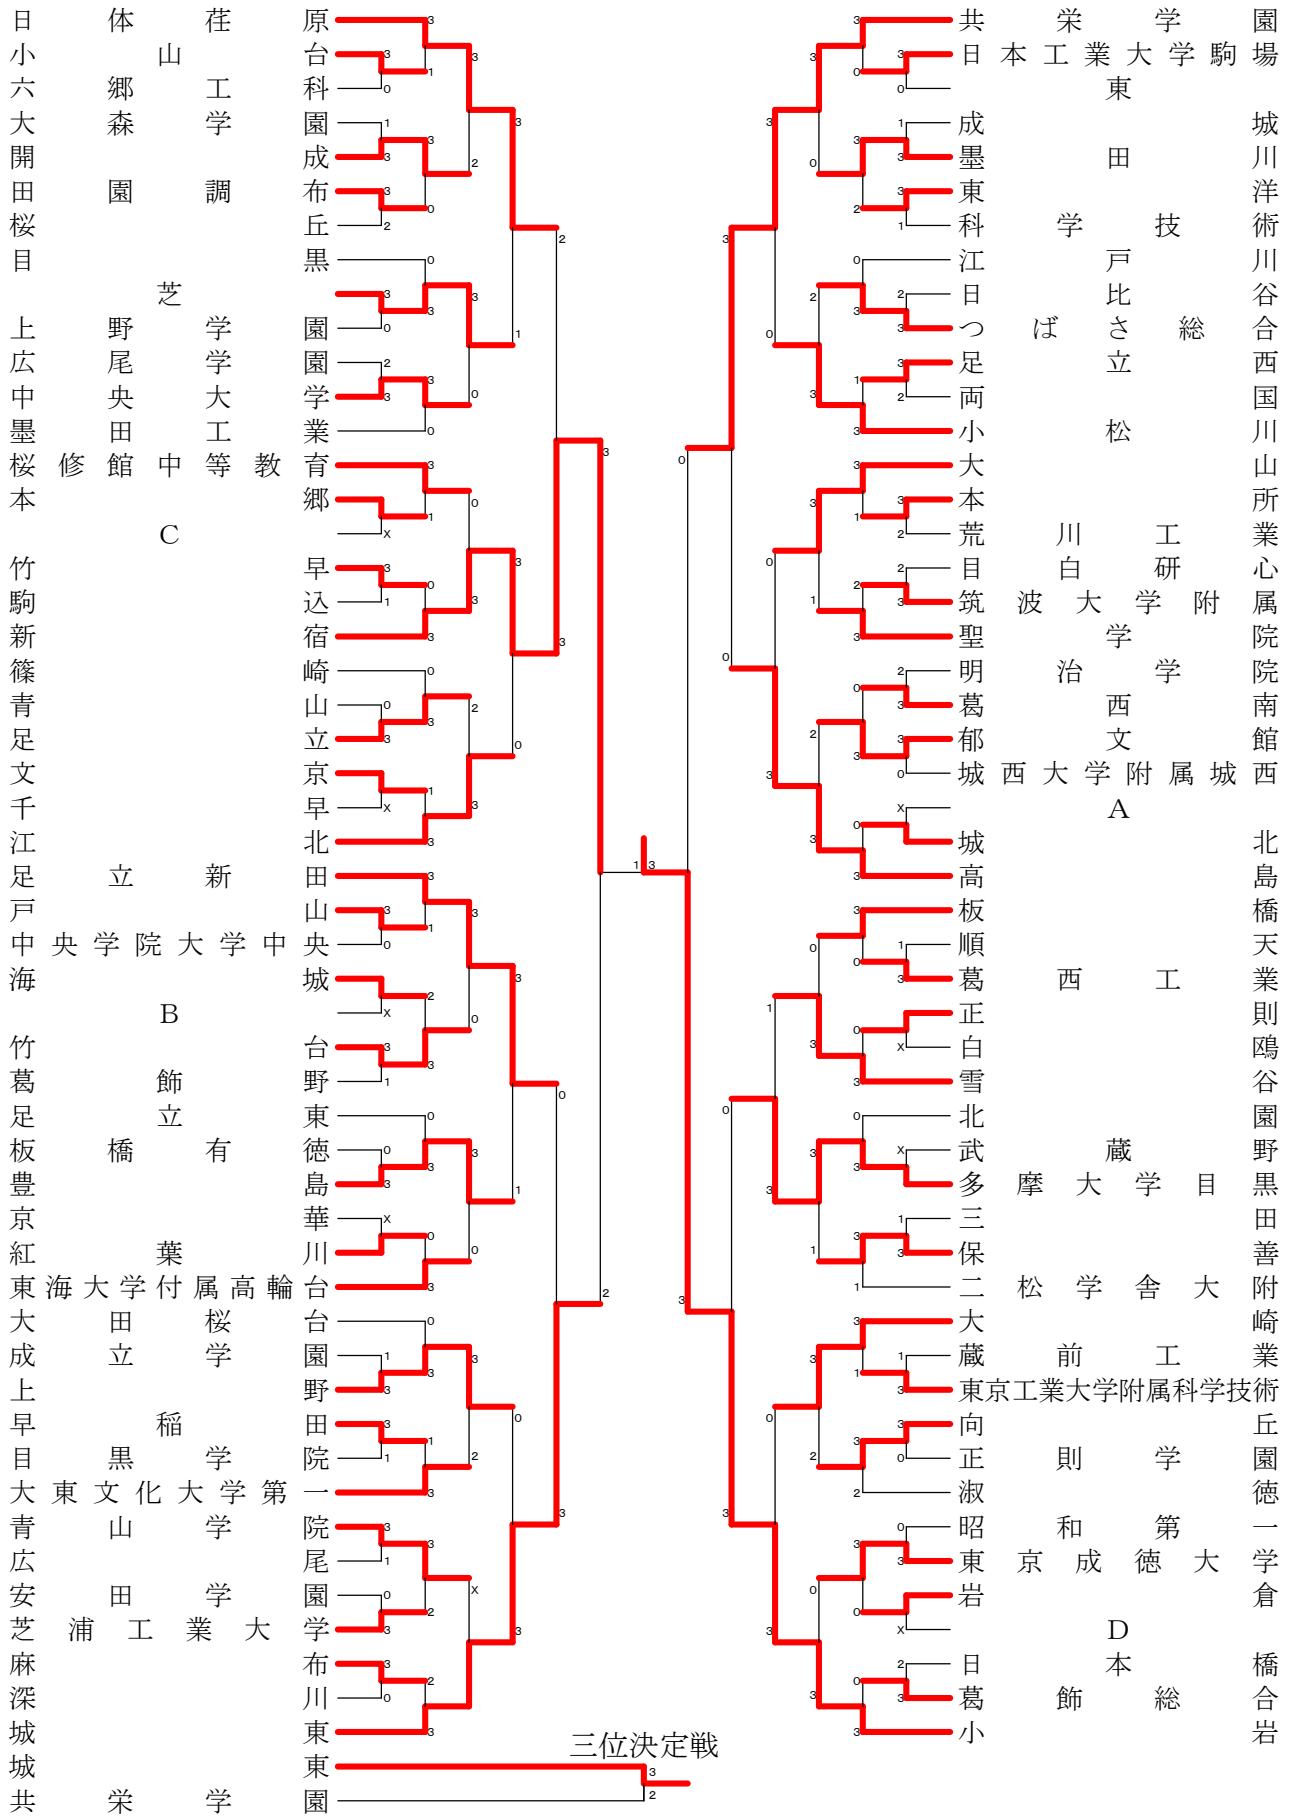 日体荏原
小山台
六郷工科
大森学園
開成
田園調布
桜丘
目黒
芝
上野学園
広尾学園
中央大学
墨田工業
桜修館中等教育
本郷
C
竹早
駒込
新宿
篠崎
青山
足立
文京
千早
江北
足立新田
戸山
中央学院大学中央
海城
B
竹台
葛飾野
足立東
板橋有徳
豊島
京華
紅葉川
東海大学付属高輪台
大田桜台
成立学園
上野
早稲田
目黒学院
大東文化大学第一
青山学院
広尾
安田学園
芝浦工業大学
麻布
深川
城東
共栄学園
日本工業大学駒場
東
成城
墨田川
東洋
科学技術
江戸川
日比谷
つばさ総合
足立西
両国
小松川
大山
本所
荒川工業
目白研心
筑波大学附属
聖学院
明治学院
葛西南
郁文館
城西大学附属城西
A
城北
高島
板橋
順天
葛西工業
正則
白鴎
雪谷
北園
武蔵野
多摩大学目黒
三田
保善
二松学舎大附
大崎
蔵前工業
東京工業大学附属科学技術
向丘
正則学園
淑徳
昭和第一
東京成徳大学
岩倉
D
日本橋
葛飾総合
小岩
三位決定戦
城東 3
共栄学園 2